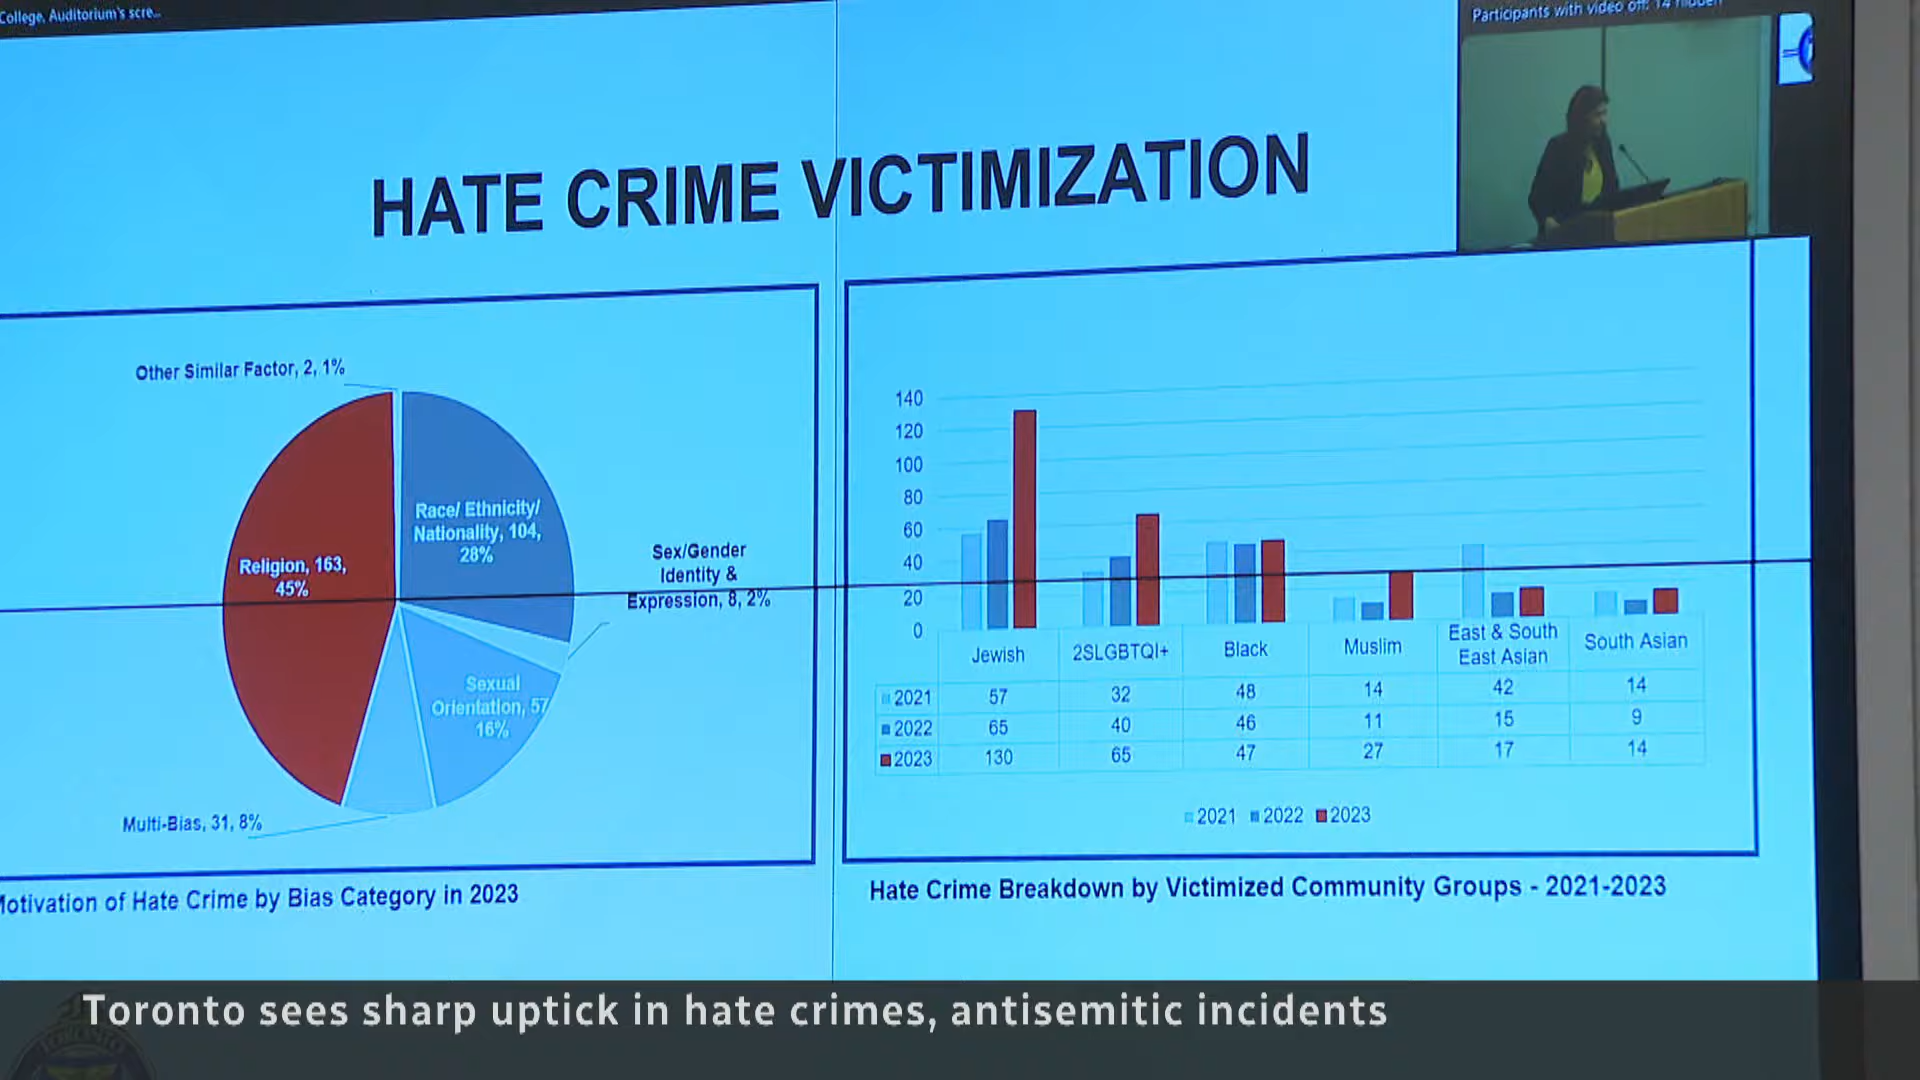 College, Auditorium's scre...
Participants with video off: 14 hidden
HATE CRIME VICTIMIZATION
Other Similar Factor, 2, 1%
Race/ Ethnicity/
Nationality, 104,
28%
Religion, 163,
45%
Sex/Gender
Identity &
Expression, 8, 2%
Sexual
Orientation, 57
16%
Multi-Bias, 31, 8%
Motivation of Hate Crime by Bias Category in 2023
140
120
100
80
60
40
20
0
Jewish 2SLGBTQI+ Black Muslim East & South East Asian South Asian
2021 57 32 48 14 42 14
2022 65 40 46 11 15 9
2023 130 65 47 27 17 14
2021 2022 2023
Hate Crime Breakdown by Victimized Community Groups - 2021-2023
Toronto sees sharp uptick in hate crimes, antisemitic incidents
TORONTO